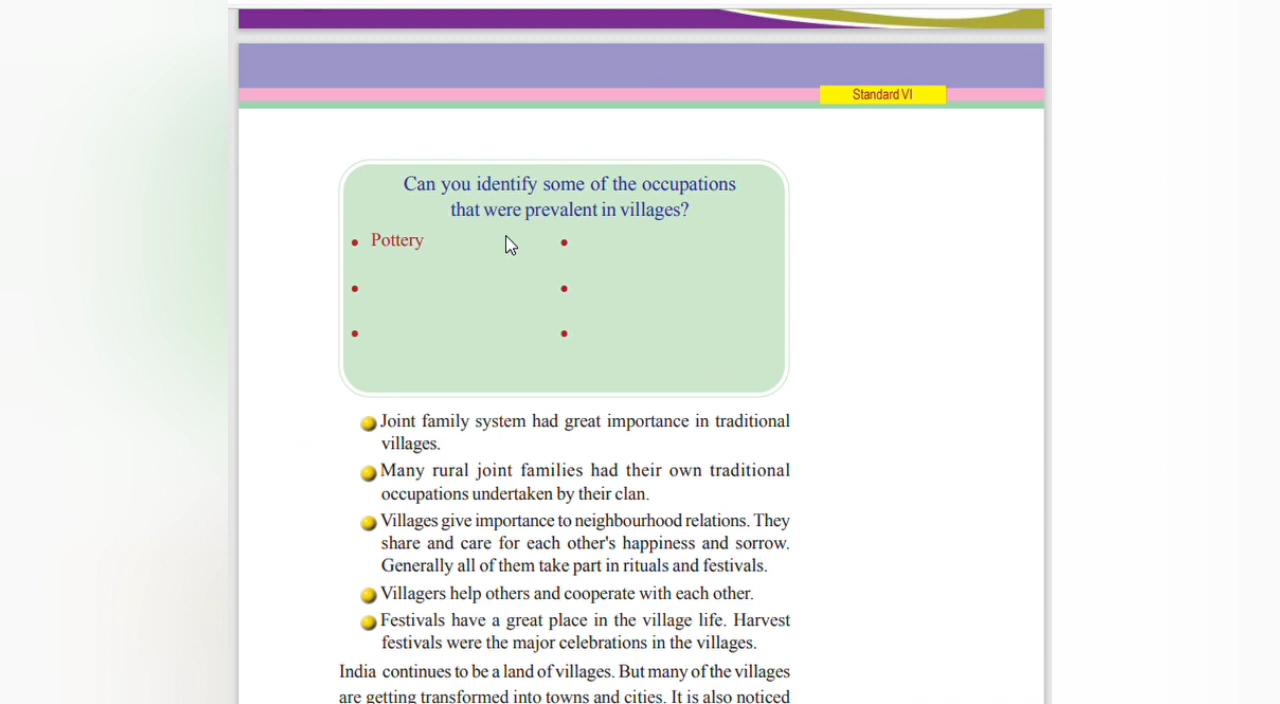 Standard VI
Can you identify some of the occupations
that were prevalent in villages?
• Pottery
•
•
•
•
•
Joint family system had great importance in traditional
villages.
Many rural joint families had their own traditional
occupations undertaken by their clan.
Villages give importance to neighbourhood relations. They
share and care for each other's happiness and sorrow.
Generally all of them take part in rituals and festivals.
Villagers help others and cooperate with each other.
Festivals have a great place in the village life. Harvest
festivals were the major celebrations in the villages.
India continues to be a land of villages. But many of the villages
are getting transformed into towns and cities. It is also noticed